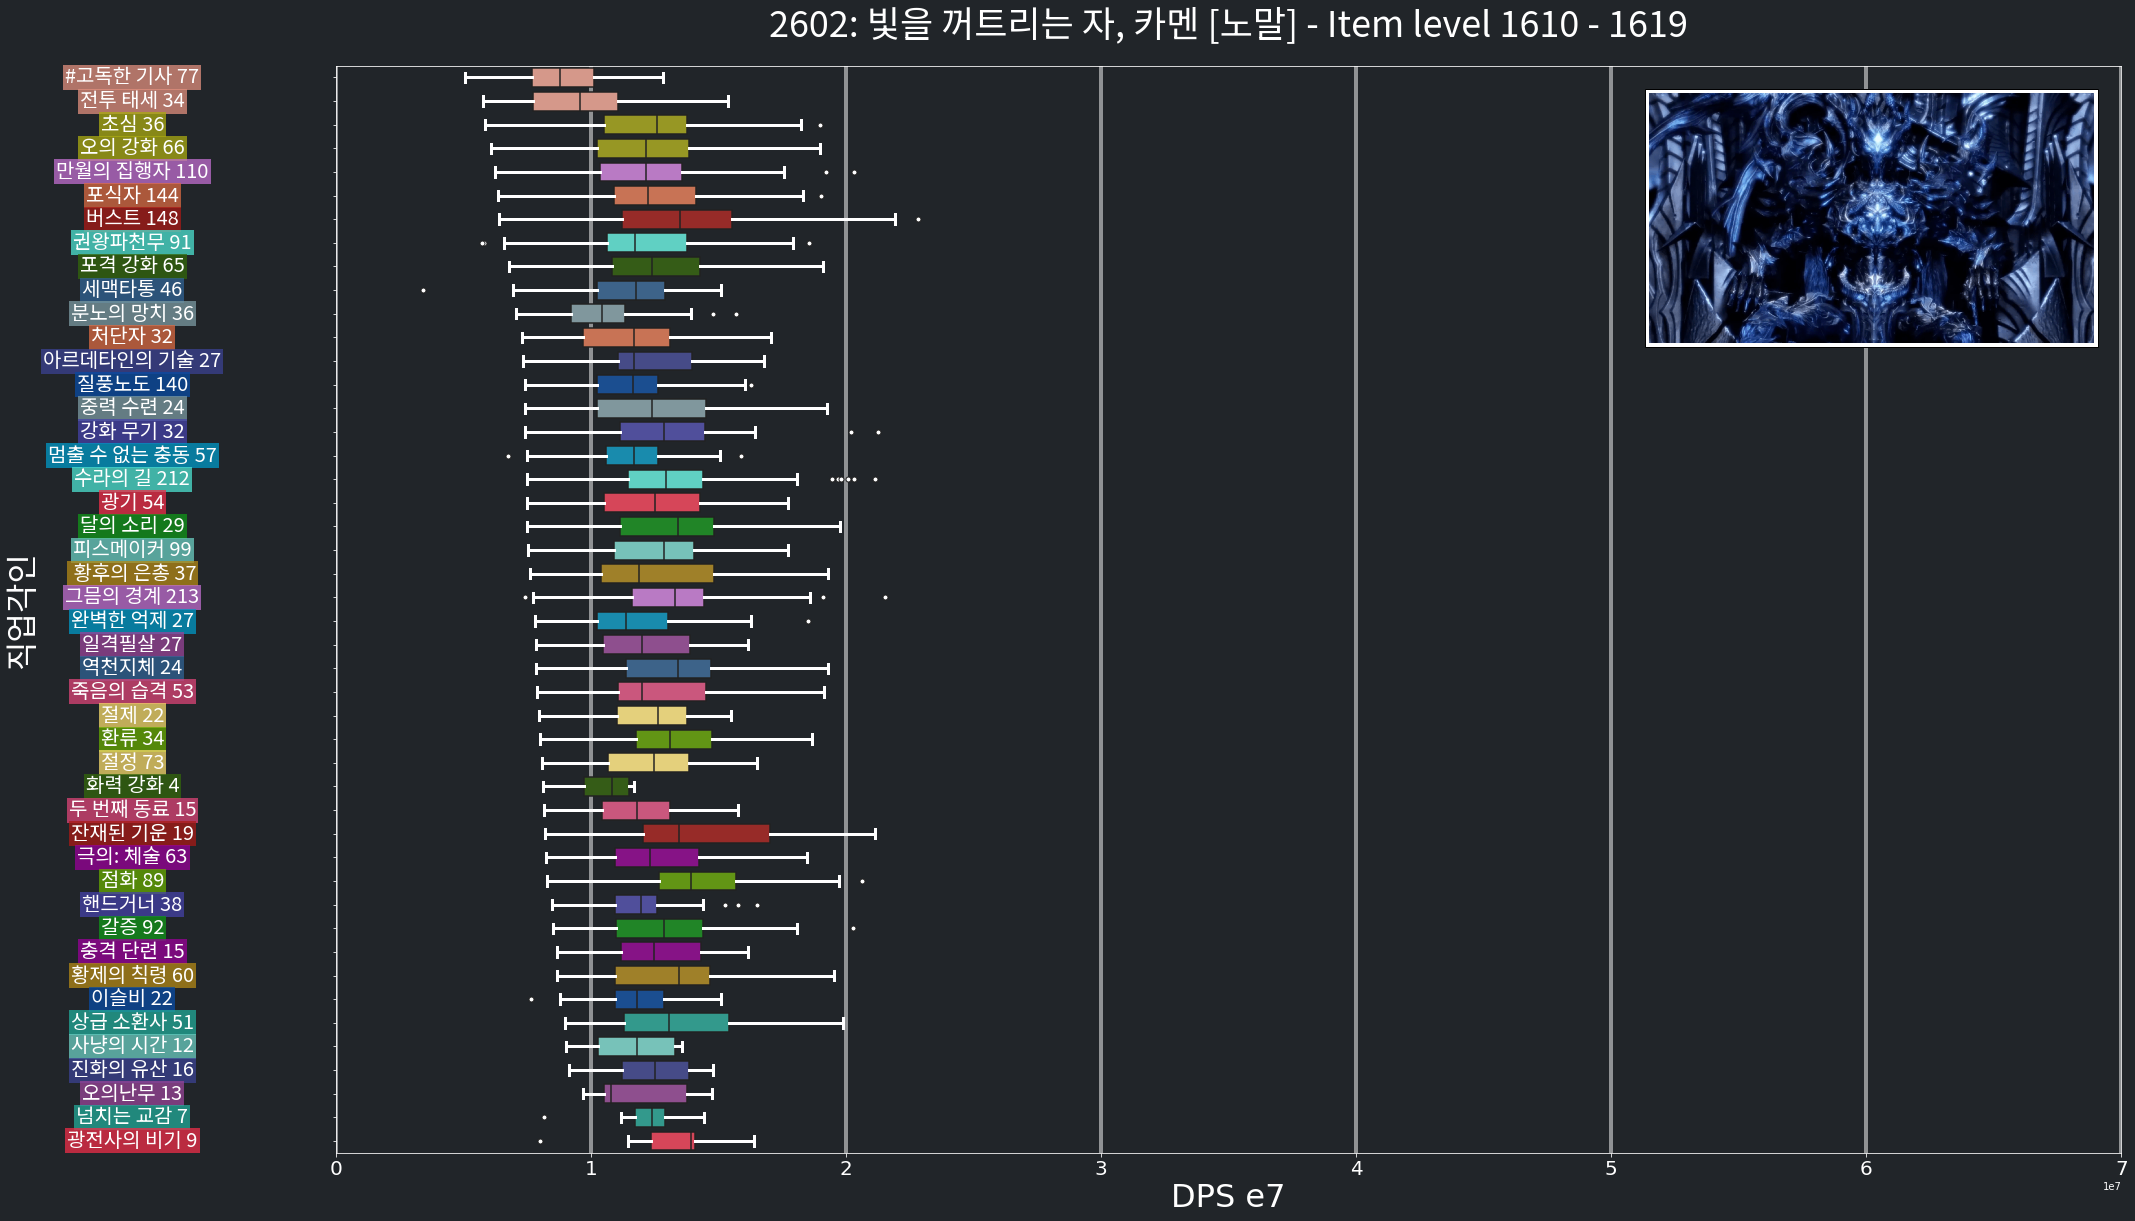 2602: 빛을 꺼트리는 자, 카멘 [노말] - Item level 1610 - 1619
직업각인
#고독한 기사 77
전투 태세 34
초심 36
오의 강화 66
만월의 집행자 110
포식자 144
버스트 148
권왕파천무 91
포격 강화 65
세맥타통 46
분노의 망치 36
처단자 32
아르데타인의 기술 27
질풍노도 140
중력 수련 24
강화 무기 32
멈출 수 없는 충동 57
수라의 길 212
광기 54
달의 소리 29
피스메이커 99
황후의 은총 37
그믐의 경계 213
완벽한 억제 27
일격필살 27
역천지체 24
죽음의 습격 53
절제 22
환류 34
절정 73
화력 강화 4
두 번째 동료 15
잔재된 기운 19
극의: 체술 63
점화 89
핸드거너 38
갈증 92
충격 단련 15
황제의 칙령 60
이슬비 22
상급 소환사 51
사냥의 시간 12
진화의 유산 16
오의난무 13
넘치는 교감 7
광전사의 비기 9
0 1 2 3 4 5 6 7
1e7
DPS e7